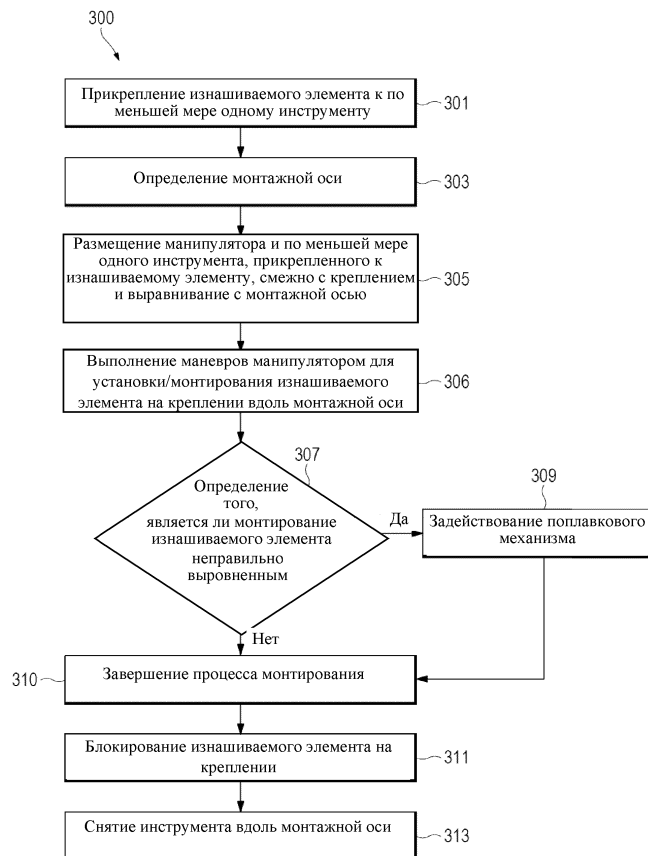 300
Прикрепление изнашиваемого элемента к по
меньшей мере одному инструменту
301
Определение монтажной оси
303
Размещение манипулятора и по меньшей мере
одного инструмента, прикрепленного к
изнашиваемому элементу, смежно с креплением
и выравнивание с монтажной осью
305
Выполнение маневров манипулятором для
установки/монтирования изнашиваемого
элемента на креплении вдоль монтажной оси
306
307
Определение
того,
является ли монтирование
изнашиваемого элемента
неправильно
выровненным
Да
309
Задействование поплавкового
механизма
Нет
310
Завершение процесса монтирования
Блокирование изнашиваемого элемента на
креплении
311
Снятие инструмента вдоль монтажной оси
313